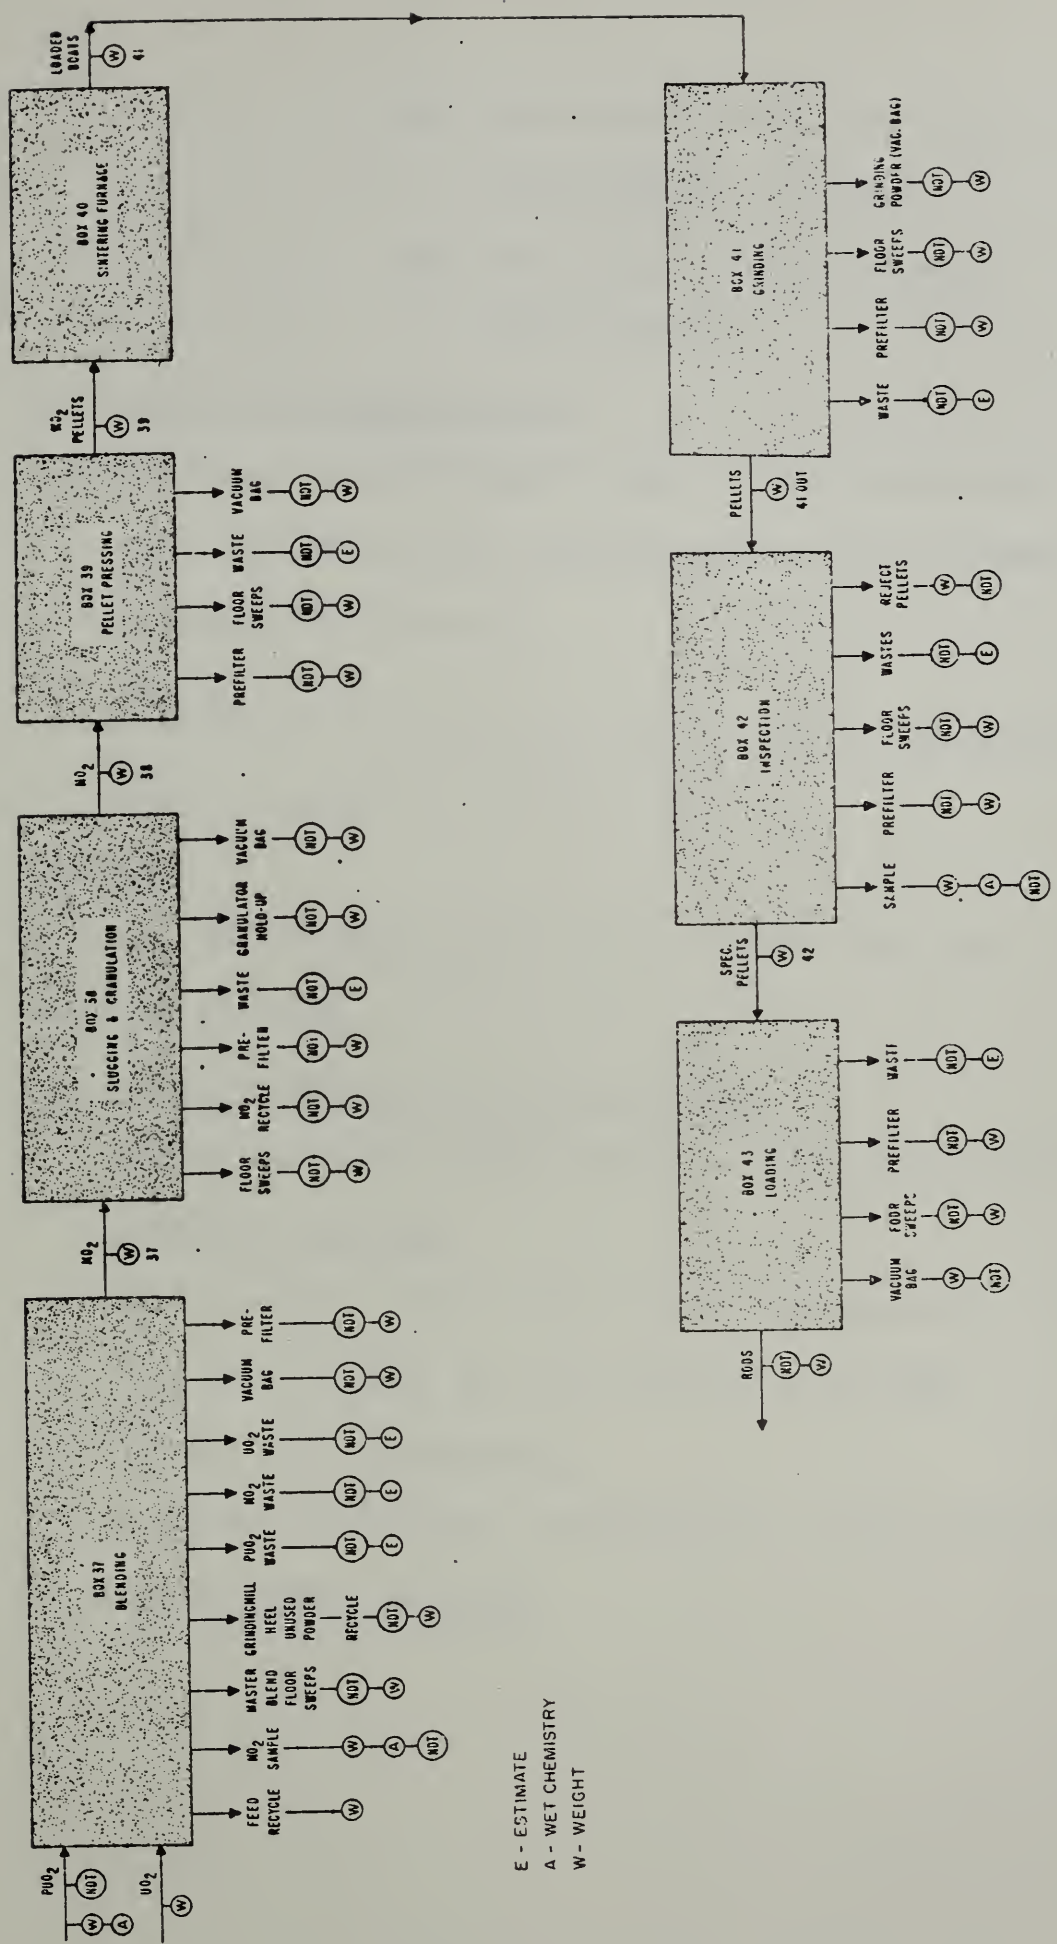 PUO₂
NDT
W
A
UO₂
W
BOX 37
BLENDING
FEED
RECYCLE
W
MO₂
SAMPLE
W
A
NDT
MASTER
BLEND
FLOOR
SWEEPS
NDT
W
GRINDINGMILL
HEEL
UNUSED
POWDER
RECYCLE
NDT
W
PUO₂
WASTE
NDT
E
MO₂
WASTE
NDT
E
UO₂
WASTE
NDT
E
VACUUM
BAG
NDT
W
PRE-
FILTER
NDT
W
MO₂
W
37
BOX 38
SLUGGING & GRANULATION
FLOOR
SWEEPS
NDT
W
MO₂
RECYCLE
NDT
W
PRE-
FILTER
NDT
W
WASTE
NDT
E
GRANULATOR
HOLD-UP
NDT
W
VACUUM
BAG
NDT
W
MO₂
W
38
BOX 39
PELLET PRESSING
PREFILTER
NDT
W
FLOOR
SWEEPS
NDT
W
WASTE
NDT
E
VACUUM
BAG
NDT
W
MO₂
PELLETS
W
39
BOX 40
SINTERING FURNACE
LOADED
BOATS
W
41
BOX 41
GRINDING
WASTE
NDT
E
PREFILTER
NDT
W
FLOOR
SWEEPS
NDT
W
GRINDING
POWDER (VAC. BAG)
NDT
W
PELLETS
W
41 OUT
BOX 42
INSPECTION
SAMPLE
W
A
NDT
PREFILTER
NDT
W
FLOOR
SWEEPS
NDT
W
WASTES
NDT
E
REJECT
PELLETS
W
NDT
SPEC.
PELLETS
W
42
BOX 43
LOADING
VACUUM
BAG
W
NDT
FOOR
SWEEPS
NDT
W
PREFILTER
NDT
W
WASTE
NDT
E
RODS
NDT
W
E - ESTIMATE
A - WET CHEMISTRY
W - WEIGHT